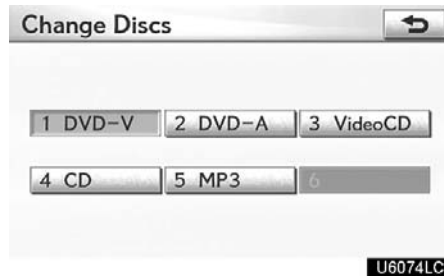 Change Discs
1 DVD-V 2 DVD-A 3 VideoCD
4 CD 5 MP3 6
U6074LC